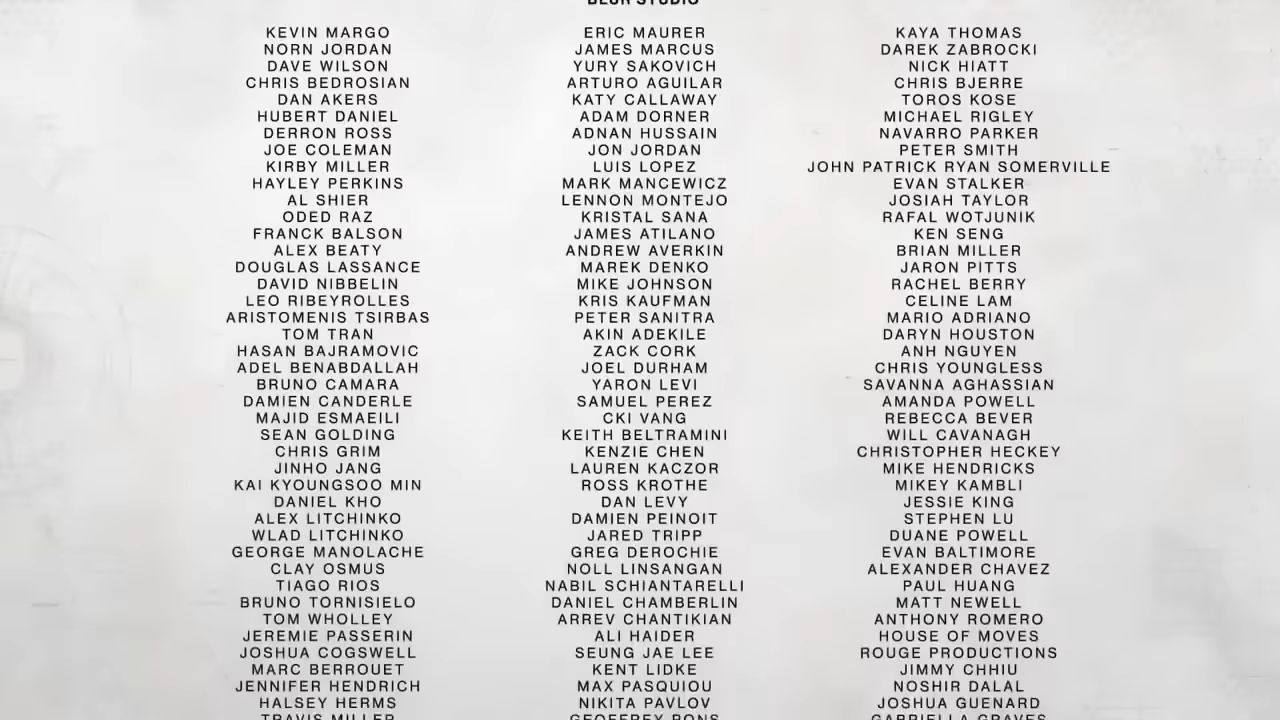 BLUR STUDIO
KEVIN MARGO ERIC MAURER KAYA THOMAS
NORN JORDAN JAMES MARCUS DAREK ZABROCKI
DAVE WILSON YURY SAKOVICH NICK HIATT
CHRIS BEDROSIAN ARTURO AGUILAR CHRIS BJERRE
DAN AKERS KATY CALLAWAY TOROS KOSE
HUBERT DANIEL ADAM DORNER MICHAEL RIGLEY
DERRON ROSS ADNAN HUSSAIN NAVARRO PARKER
JOE COLEMAN JON JORDAN PETER SMITH
KIRBY MILLER LUIS LOPEZ JOHN PATRICK RYAN SOMERVILLE
HAYLEY PERKINS MARK MANCEWICZ EVAN STALKER
AL SHIER LENNON MONTEJO JOSIAH TAYLOR
ODED RAZ KRISTAL SANA RAFAL WOTJUNIK
FRANCK BALSON JAMES ATILANO KEN SENG
ALEX BEATY ANDREW AVERKIN BRIAN MILLER
DOUGLAS LASSANCE MAREK DENKO JARON PITTS
DAVID NIBBELIN MIKE JOHNSON RACHEL BERRY
LEO RIBEYROLLES KRIS KAUFMAN CELINE LAM
ARISTOMENIS TSIRBAS PETER SANITRA MARIO ADRIANO
TOM TRAN AKIN ADEKILE DARYN HOUSTON
HASAN BAJRAMOVIC ZACK CORK ANH NGUYEN
ADEL BENABDALLAH JOEL DURHAM CHRIS YOUNGLESS
BRUNO CAMARA YARON LEVI SAVANNA AGHASSIAN
DAMIEN CANDERLE SAMUEL PEREZ AMANDA POWELL
MAJID ESMAEILI CKI VANG REBECCA BEVER
SEAN GOLDING KEITH BELTRAMINI WILL CAVANAGH
CHRIS GRIM KENZIE CHEN CHRISTOPHER HECKEY
JINHO JANG LAUREN KACZOR MIKE HENDRICKS
KAI KYOUNGSOO MIN ROSS KROTHE MIKEY KAMBLI
DANIEL KHO DAN LEVY JESSIE KING
ALEX LITCHINKO DAMIEN PEINOIT STEPHEN LU
WLAD LITCHINKO JARED TRIPP DUANE POWELL
GEORGE MANOLACHE GREG DEROCHIE EVAN BALTIMORE
CLAY OSMUS NOLL LINSANGAN ALEXANDER CHAVEZ
TIAGO RIOS NABIL SCHIANTARELLI PAUL HUANG
BRUNO TORNISIELO DANIEL CHAMBERLIN MATT NEWELL
TOM WHOLLEY ARREV CHANTIKIAN ANTHONY ROMERO
JEREMIE PASSERIN ALI HAIDER HOUSE OF MOVES
JOSHUA COGSWELL SEUNG JAE LEE ROUGE PRODUCTIONS
MARC BERROUET KENT LIDKE JIMMY CHHIU
JENNIFER HENDRICH MAX PASQUIOU NOSHIR DALAL
HALSEY HERMS NIKITA PAVLOV JOSHUA GUENARD
TRAVIS MILLER GEOFFREY PONS GABRIELLA GRAVES